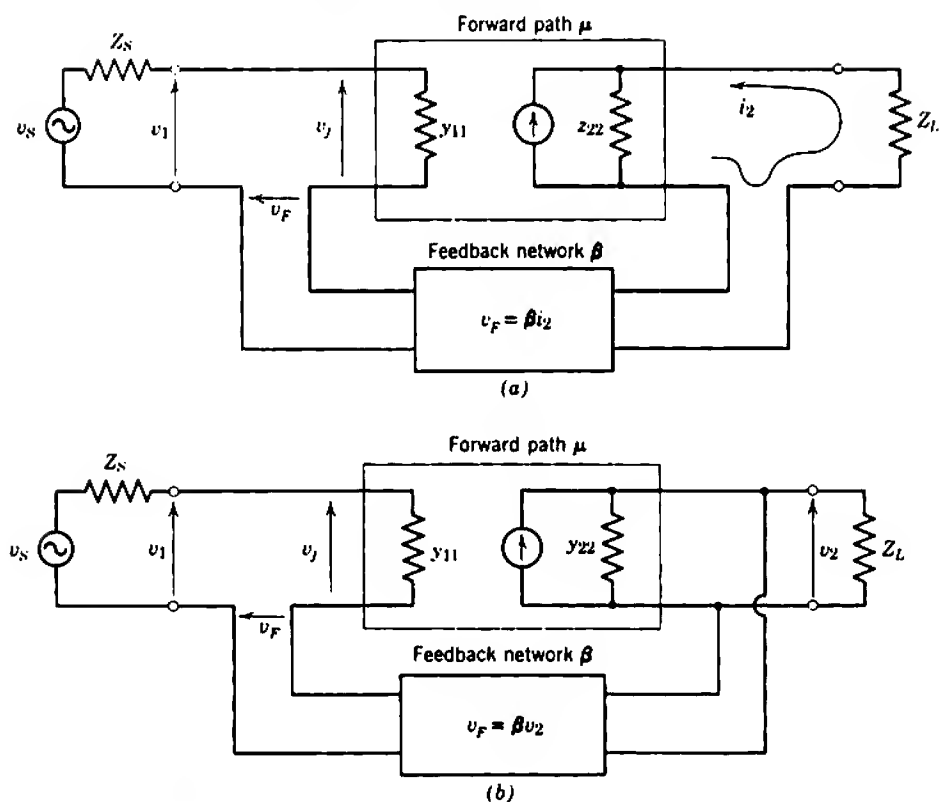 Forward path μ
Z_S
v_S
v_1
v_J
y_11
z_22
i_2
Z_L
v_F
Feedback network β
v_F = βi_2
(a)
Forward path μ
Z_S
v_S
v_1
v_J
y_11
y_22
v_2
Z_L
v_F
Feedback network β
v_F = βv_2
(b)